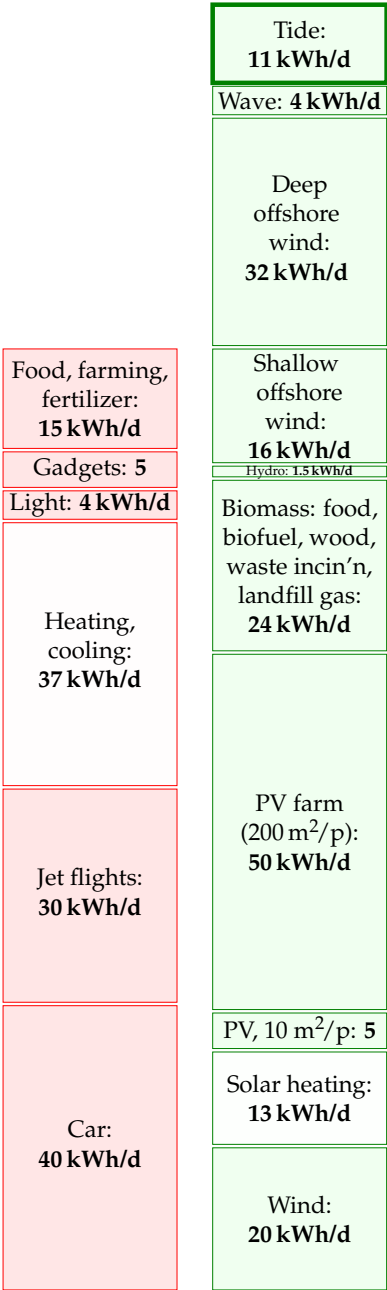 Food, farming,
fertilizer:
15 kWh/d
Gadgets: 5
Light: 4 kWh/d
Heating,
cooling:
37 kWh/d
Jet flights:
30 kWh/d
Car:
40 kWh/d
Tide:
11 kWh/d
Wave: 4 kWh/d
Deep
offshore
wind:
32 kWh/d
Shallow
offshore
wind:
16 kWh/d
Hydro: 1.5 kWh/d
Biomass: food,
biofuel, wood,
waste incin’n,
landfill gas:
24 kWh/d
PV farm
(200 m²/p):
50 kWh/d
PV, 10 m²/p: 5
Solar heating:
13 kWh/d
Wind:
20 kWh/d